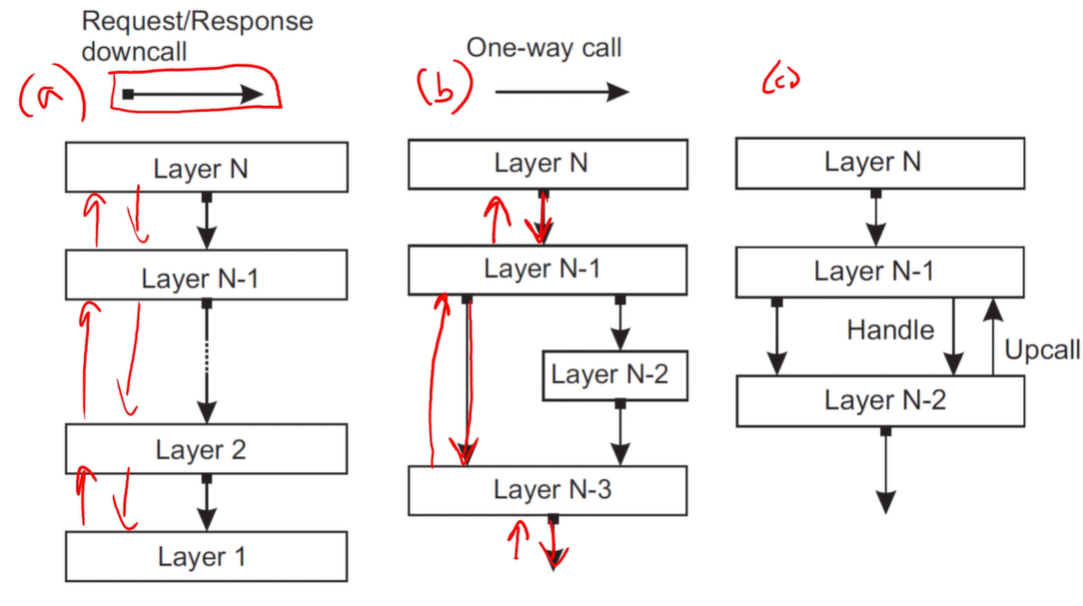 Request/Response
downcall
One-way call
(a)
(b)
(c)
Layer N
Layer N-1
Layer 2
Layer 1
Layer N
Layer N-1
Layer N-2
Layer N-3
Layer N
Layer N-1
Handle
Upcall
Layer N-2